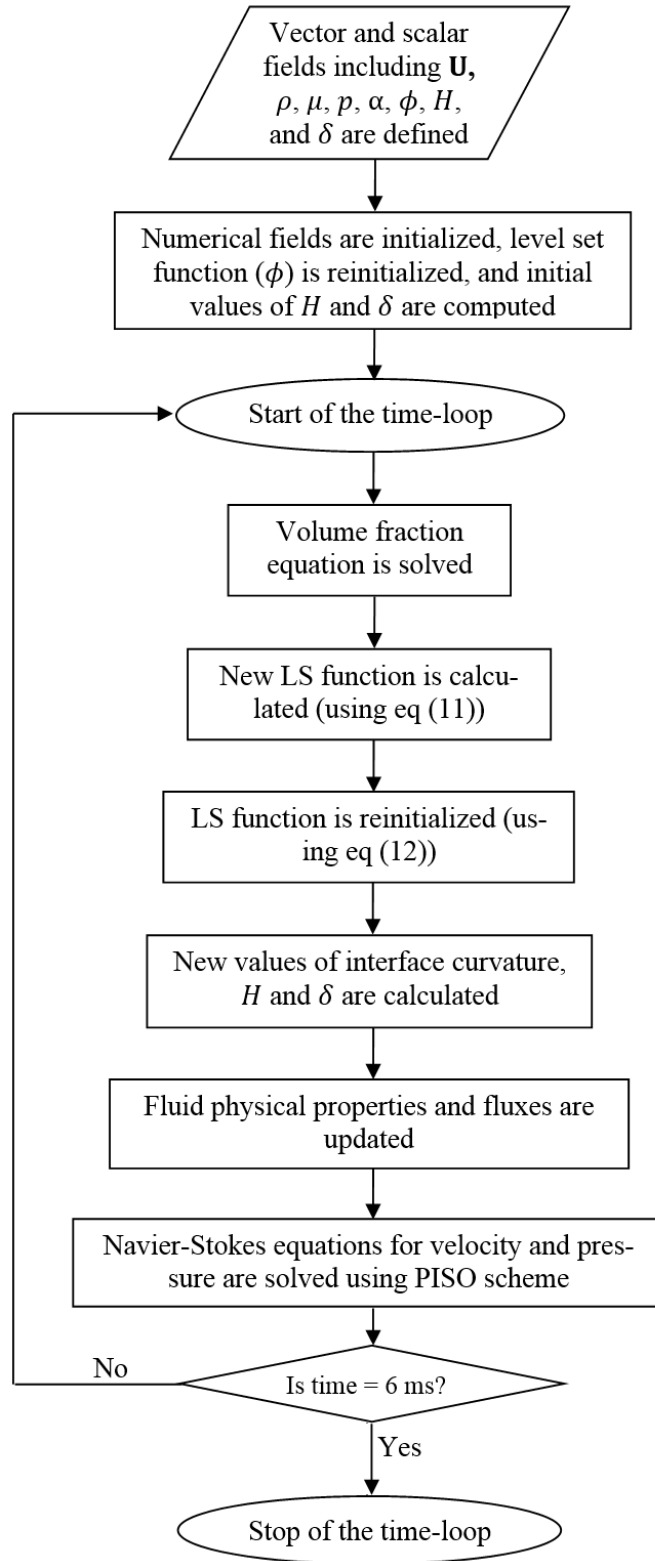 Vector and scalar
fields including U,
ρ, μ, p, α, ϕ, H,
and δ are defined
Numerical fields are initialized, level set
function (ϕ) is reinitialized, and initial
values of H and δ are computed
Start of the time-loop
Volume fraction
equation is solved
New LS function is calcu-
lated (using eq (11))
LS function is reinitialized (us-
ing eq (12))
New values of interface curvature,
H and δ are calculated
Fluid physical properties and fluxes are
updated
Navier-Stokes equations for velocity and pres-
sure are solved using PISO scheme
No
Is time = 6 ms?
Yes
Stop of the time-loop